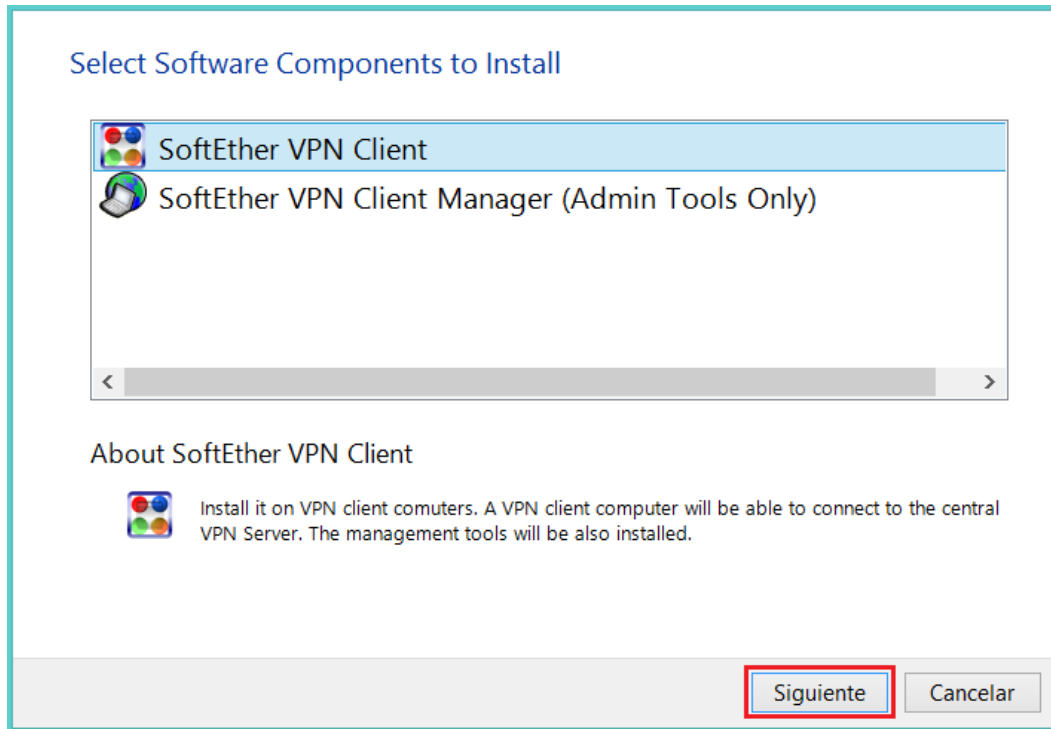 Select Software Components to Install
SoftEther VPN Client
SoftEther VPN Client Manager (Admin Tools Only)
About SoftEther VPN Client
Install it on VPN client comuters. A VPN client computer will be able to connect to the central
VPN Server. The management tools will be also installed.
Siguiente
Cancelar